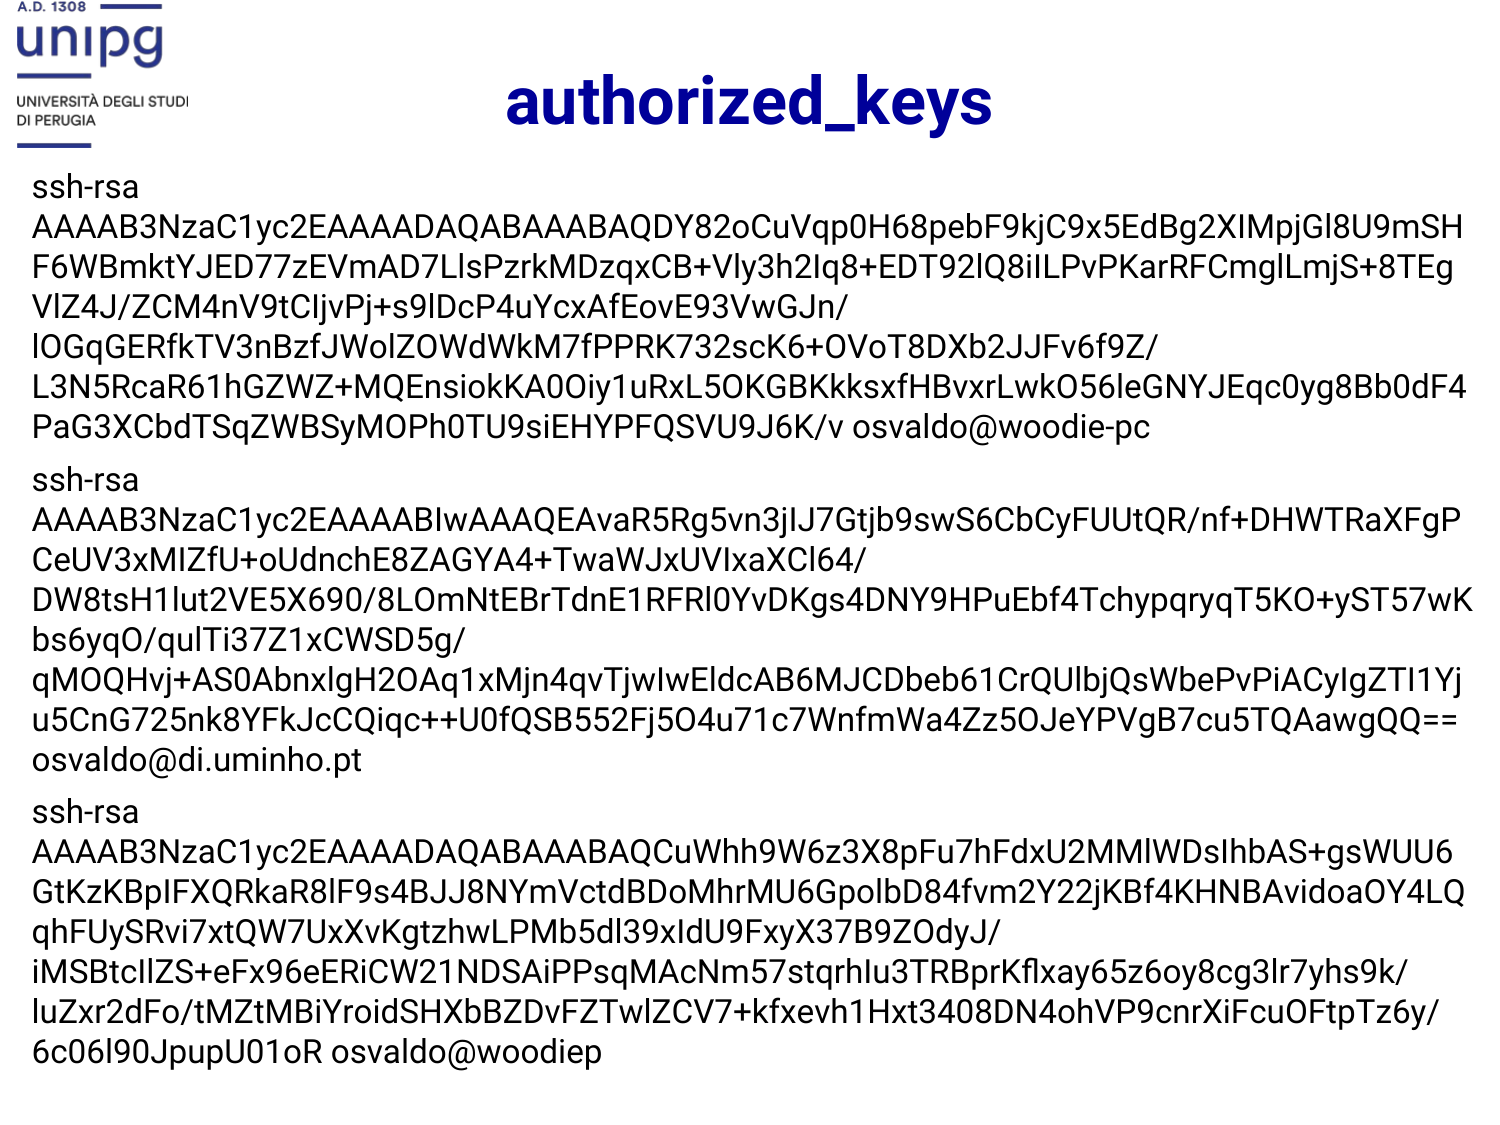 A.D. 1308
unipg
UNIVERSITÀ DEGLI STUDI
DI PERUGIA
authorized_keys
ssh-rsa
AAAAB3NzaC1yc2EAAAADAQABAAABAQDY82oCuVqp0H68pebF9kjC9x5EdBg2XIMpjGl8U9mSH
F6WBmktYJED77zEVmAD7LlsPzrkMDzqxCB+Vly3h2Iq8+EDT92lQ8iILPvPKarRFCmglLmjS+8TEg
VlZ4J/ZCM4nV9tCIjvPj+s9lDcP4uYcxAfEovE93VwGJn/
lOGqGERfkTV3nBzfJWolZOWdWkM7fPPRK732scK6+OVoT8DXb2JJFv6f9Z/
L3N5RcaR61hGZWZ+MQEnsiokKA0Oiy1uRxL5OKGBKkksxfHBvxrLwkO56leGNYJEqc0yg8Bb0dF4
PaG3XCbdTSqZWBSyMOPh0TU9siEHYPFQSVU9J6K/v osvaldo@woodie-pc
ssh-rsa
AAAAB3NzaC1yc2EAAAABIwAAAQEAvaR5Rg5vn3jIJ7Gtjb9swS6CbCyFUUtQR/nf+DHWTRaXFgP
CeUV3xMIZfU+oUdnchE8ZAGYA4+TwaWJxUVIxaXCl64/
DW8tsH1lut2VE5X690/8LOmNtEBrTdnE1RFRl0YvDKgs4DNY9HPuEbf4TchypqryqT5KO+yST57wK
bs6yqO/qulTi37Z1xCWSD5g/
qMOQHvj+AS0AbnxlgH2OAq1xMjn4qvTjwIwEldcAB6MJCDbeb61CrQUlbjQsWbePvPiACyIgZTI1Yj
u5CnG725nk8YFkJcCQiqc++U0fQSB552Fj5O4u71c7WnfmWa4Zz5OJeYPVgB7cu5TQAawgQQ==
osvaldo@di.uminho.pt
ssh-rsa
AAAAB3NzaC1yc2EAAAADAQABAAABAQCuWhh9W6z3X8pFu7hFdxU2MMlWDsIhbAS+gsWUU6
GtKzKBpIFXQRkaR8lF9s4BJJ8NYmVctdBDoMhrMU6GpolbD84fvm2Y22jKBf4KHNBAvidoaOY4LQ
qhFUySRvi7xtQW7UxXvKgtzhwLPMb5dl39xIdU9FxyX37B9ZOdyJ/
iMSBtcIlZS+eFx96eERiCW21NDSAiPPsqMAcNm57stqrhIu3TRBprKflxay65z6oy8cg3lr7yhs9k/
luZxr2dFo/tMZtMBiYroidSHXbBZDvFZTwlZCV7+kfxevh1Hxt3408DN4ohVP9cnrXiFcuOFtpTz6y/
6c06l90JpupU01oR osvaldo@woodiep